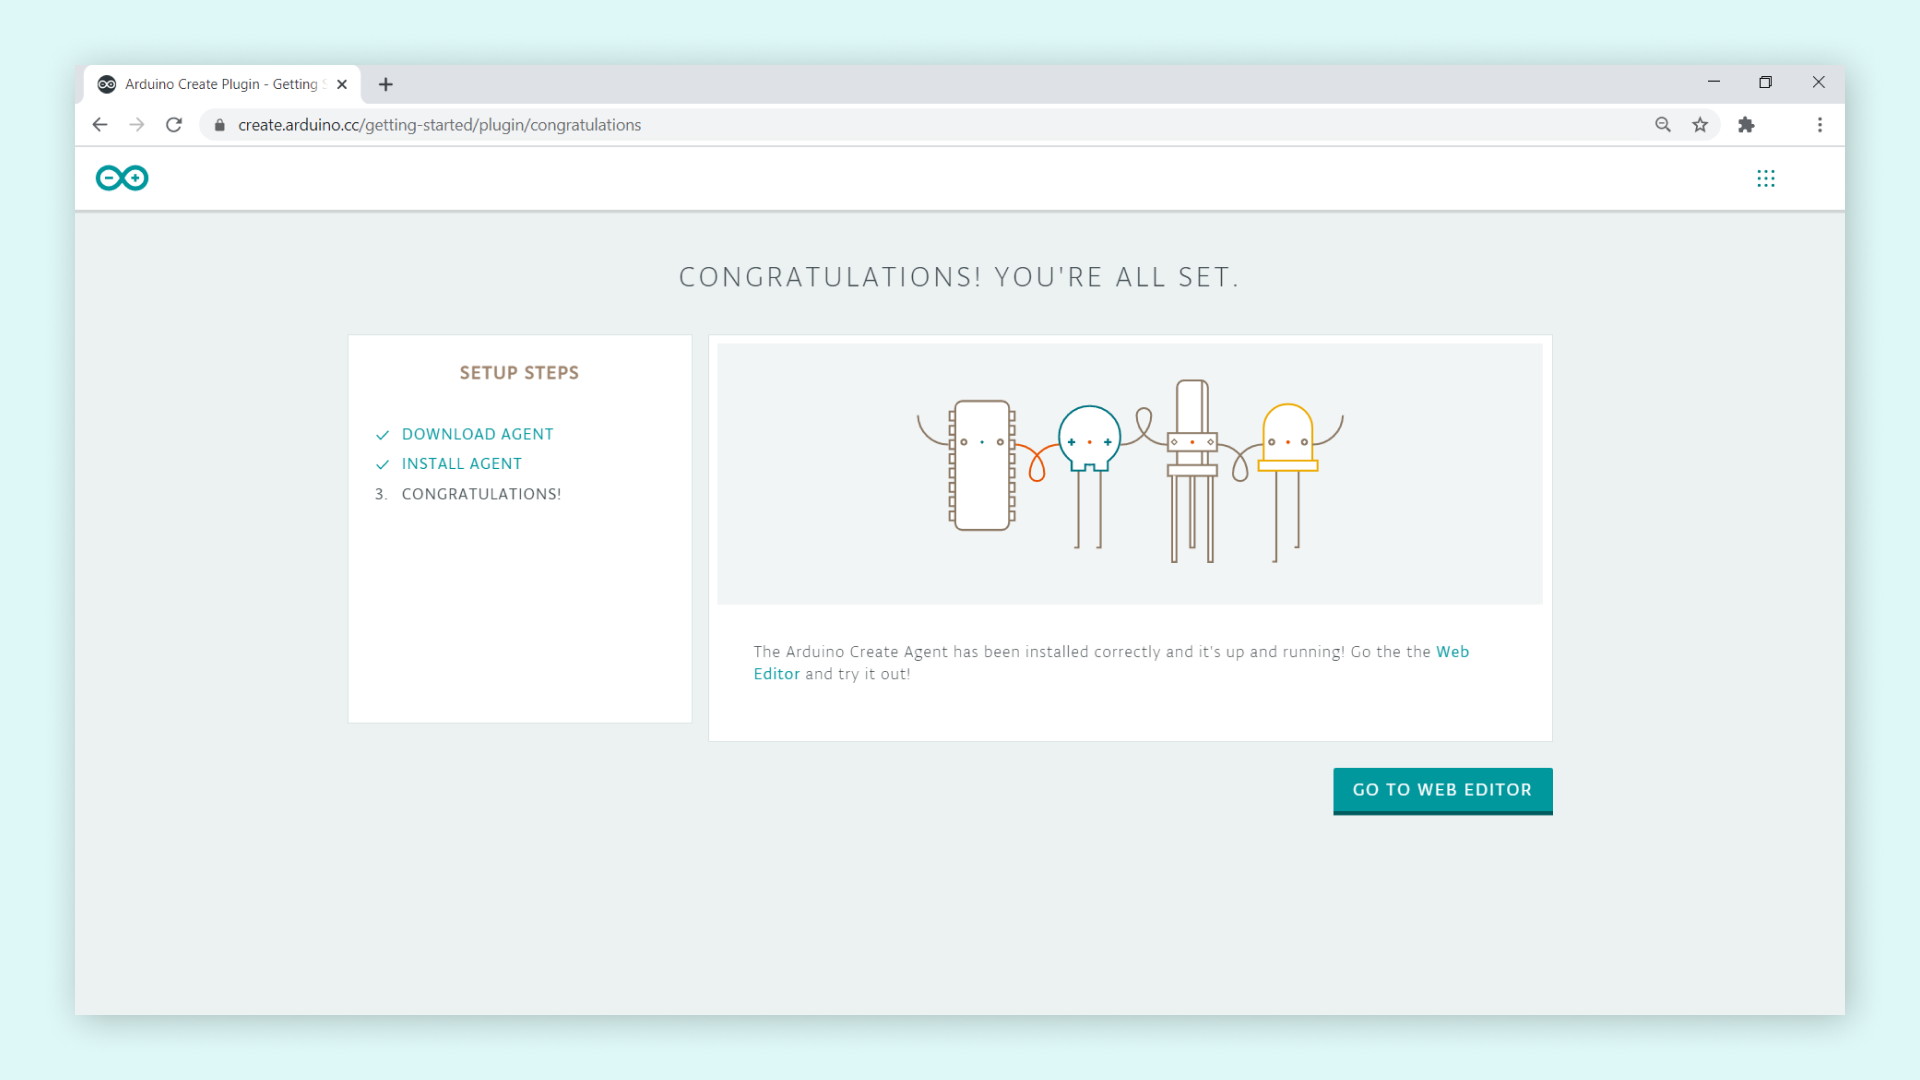 Arduino Create Plugin - Getting
create.arduino.cc/getting-started/plugin/congratulations
CONGRATULATIONS! YOU'RE ALL SET.
SETUP STEPS
DOWNLOAD AGENT
INSTALL AGENT
3. CONGRATULATIONS!
The Arduino Create Agent has been installed correctly and it's up and running! Go the the Web
Editor and try it out!
GO TO WEB EDITOR